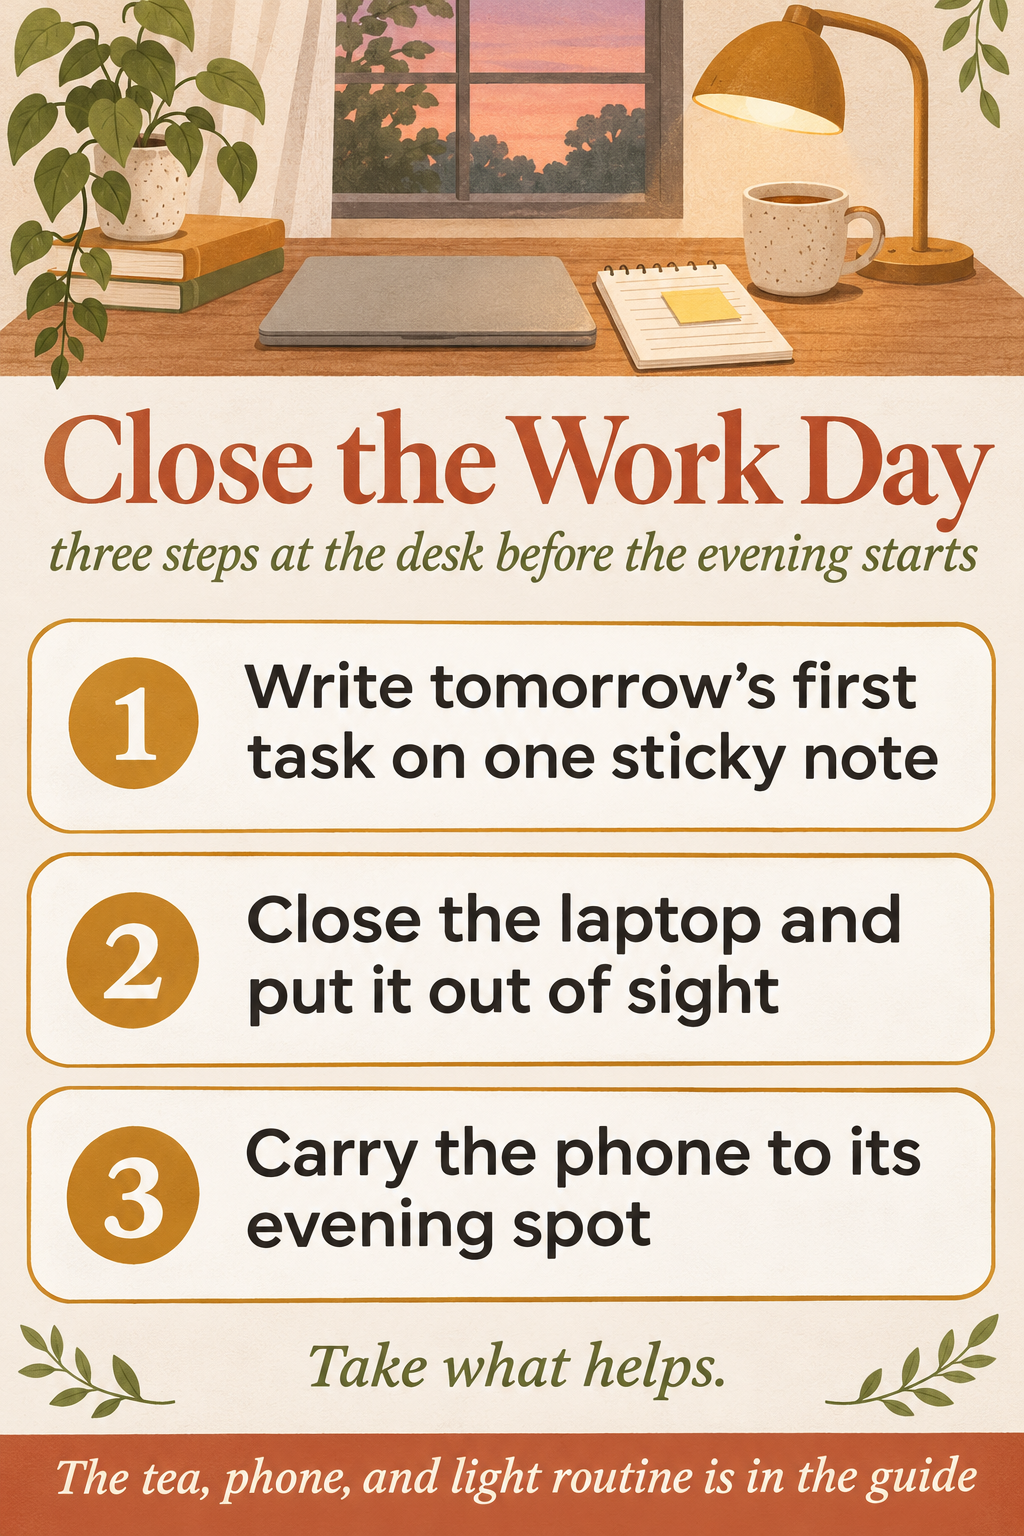 Close the Work Day
three steps at the desk before the evening starts
1
Write tomorrow’s first
task on one sticky note
2
Close the laptop and
put it out of sight
3
Carry the phone to its
evening spot
Take what helps.
The tea, phone, and light routine is in the guide